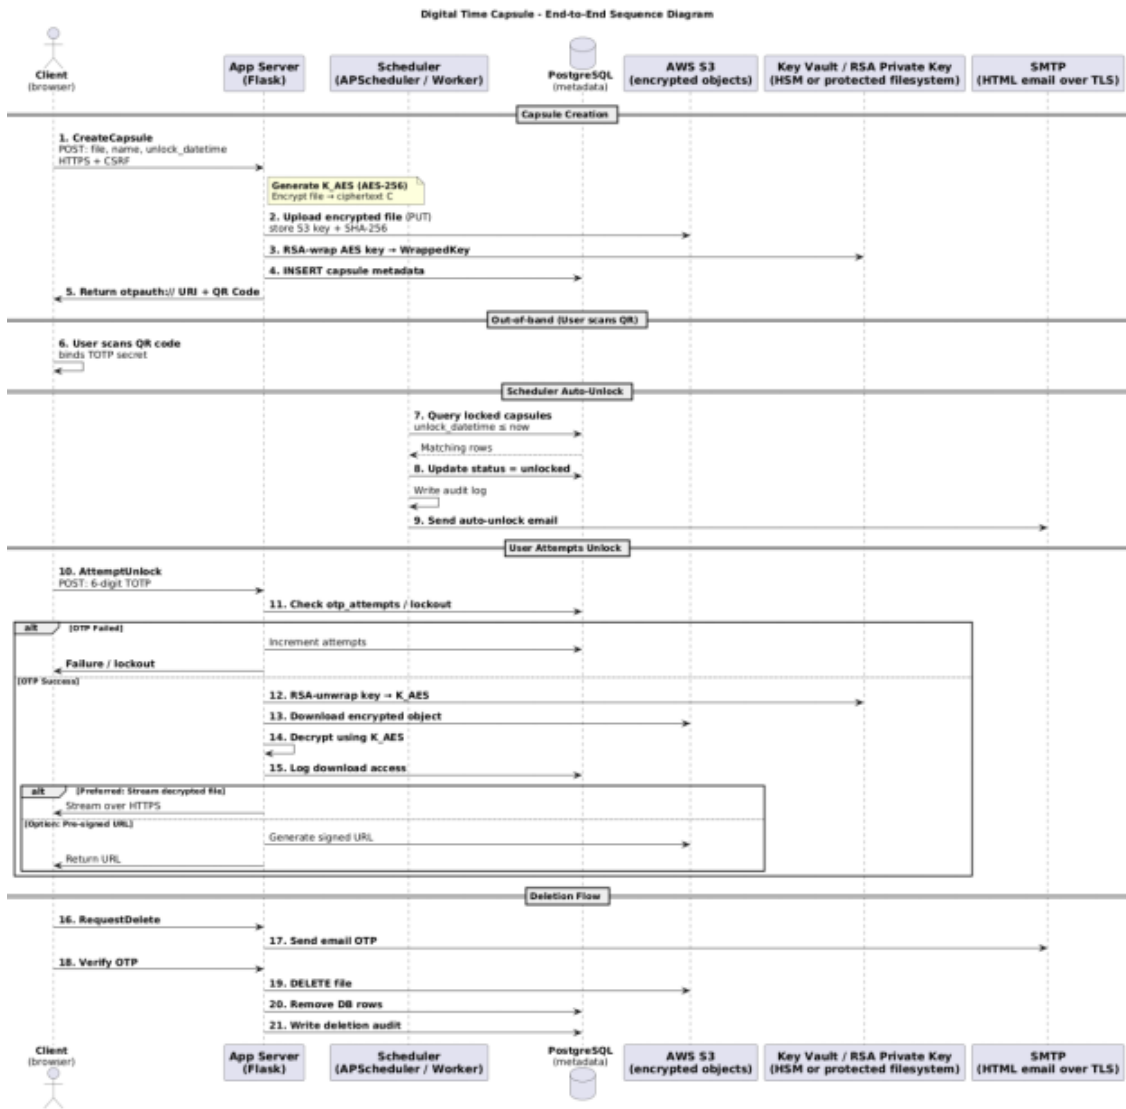 Digital Time Capsule - End-to-End Sequence Diagram
Client
(browser)
App Server
(Flask)
Scheduler
(APScheduler / Worker)
PostgreSQL
(metadata)
AWS S3
(encrypted objects)
Key Vault / RSA Private Key
(HSM or protected filesystem)
SMTP
(HTML email over TLS)
Capsule Creation
1. CreateCapsule
POST: file, name, unlock_datetime
HTTPS + CSRF
Generate K_AES (AES-256)
Encrypt file → ciphertext C
2. Upload encrypted file (PUT)
store S3 key + SHA-256
3. RSA-wrap AES key → WrappedKey
4. INSERT capsule metadata
5. Return otpauth:// URI + QR Code
Out-of-band (User scans QR)
6. User scans QR code
binds TOTP secret
Scheduler Auto-Unlock
7. Query locked capsules
unlock_datetime ≤ now
Matching rows
8. Update status = unlocked
Write audit log
9. Send auto-unlock email
User Attempts Unlock
10. AttemptUnlock
POST: 6-digit TOTP
11. Check otp_attempts / lockout
alt [OTP Failed]
Increment attempts
Failure / lockout
[OTP Success]
12. RSA-unwrap key → K_AES
13. Download encrypted object
14. Decrypt using K_AES
15. Log download access
alt [Preferred: Stream decrypted file]
Stream over HTTPS
[Option: Pre-signed URL]
Generate signed URL
Return URL
Deletion Flow
16. RequestDelete
17. Send email OTP
18. Verify OTP
19. DELETE file
20. Remove DB rows
21. Write deletion audit
Client
(browser)
App Server
(Flask)
Scheduler
(APScheduler / Worker)
PostgreSQL
(metadata)
AWS S3
(encrypted objects)
Key Vault / RSA Private Key
(HSM or protected filesystem)
SMTP
(HTML email over TLS)